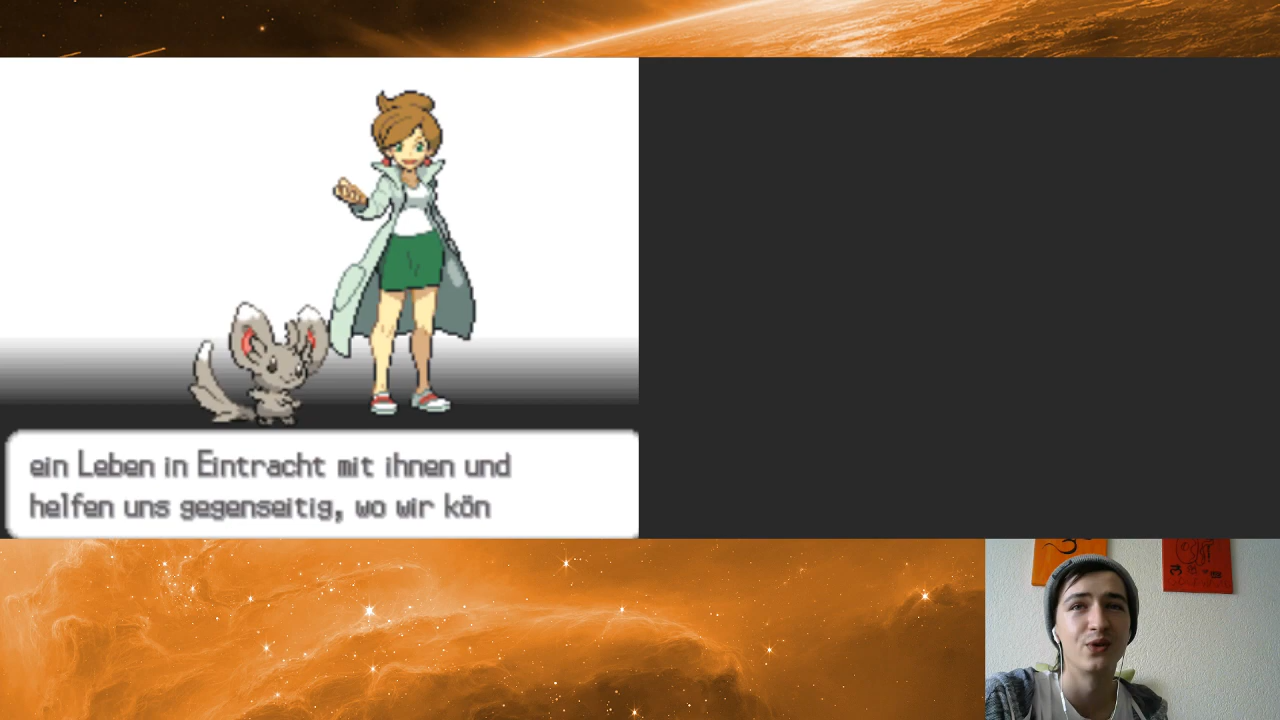 ein Leben in Eintracht mit ihnen und
helfen uns gegenseitig, wo wir kön